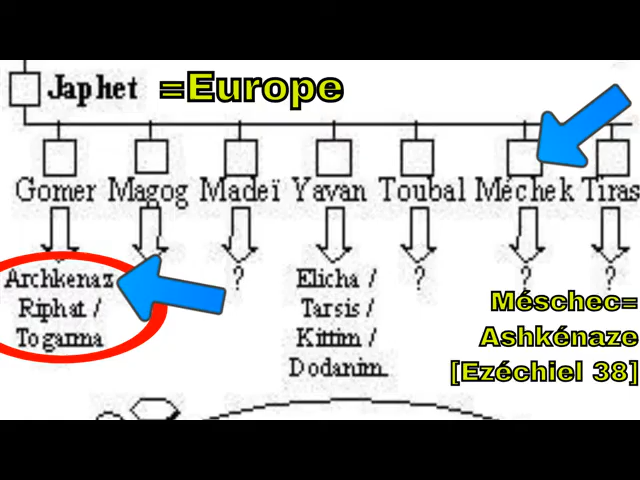 Japhet =Europe
Gomer Magog Madeï Yavan Toubal Méchek Tiras
Archkenaz ? Elicha / ? ? ?
Riphat / Tarsis /
Togarma Kittim /
Dodanim.
Méschec=
Ashkénaze
[Ezéchiel 38]